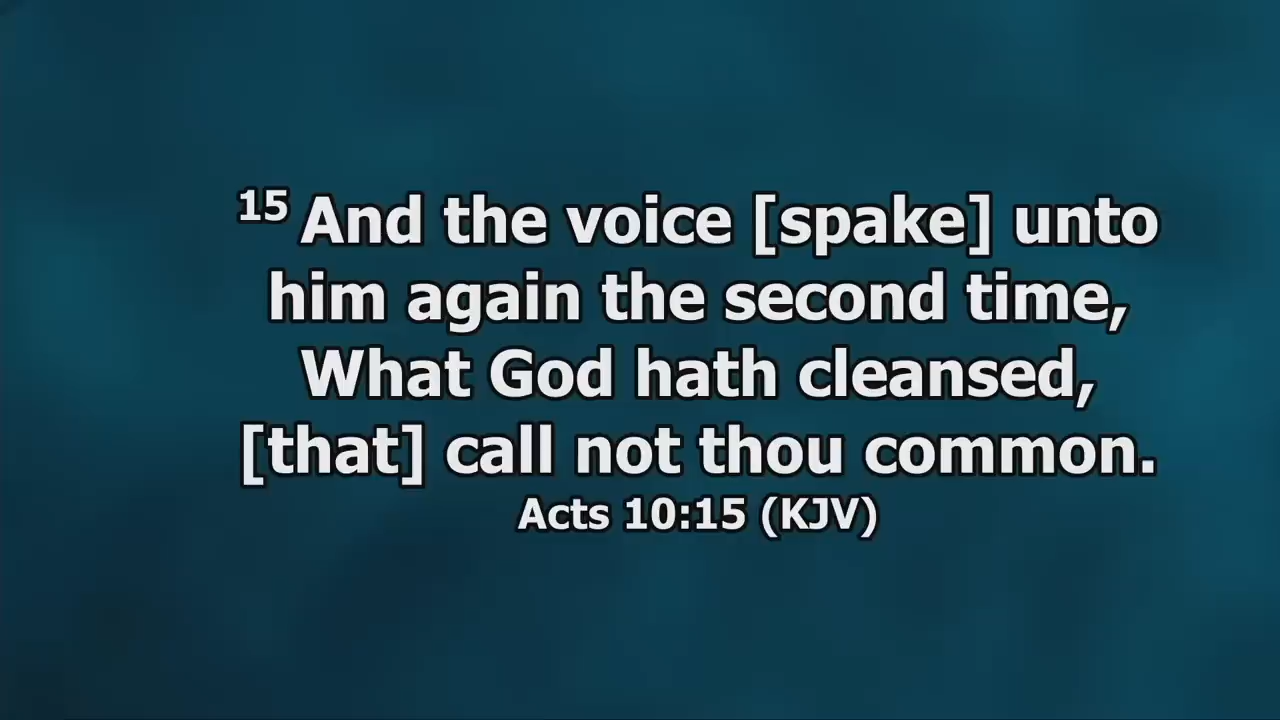 15 And the voice [spake] unto
him again the second time,
What God hath cleansed,
[that] call not thou common.
Acts 10:15 (KJV)